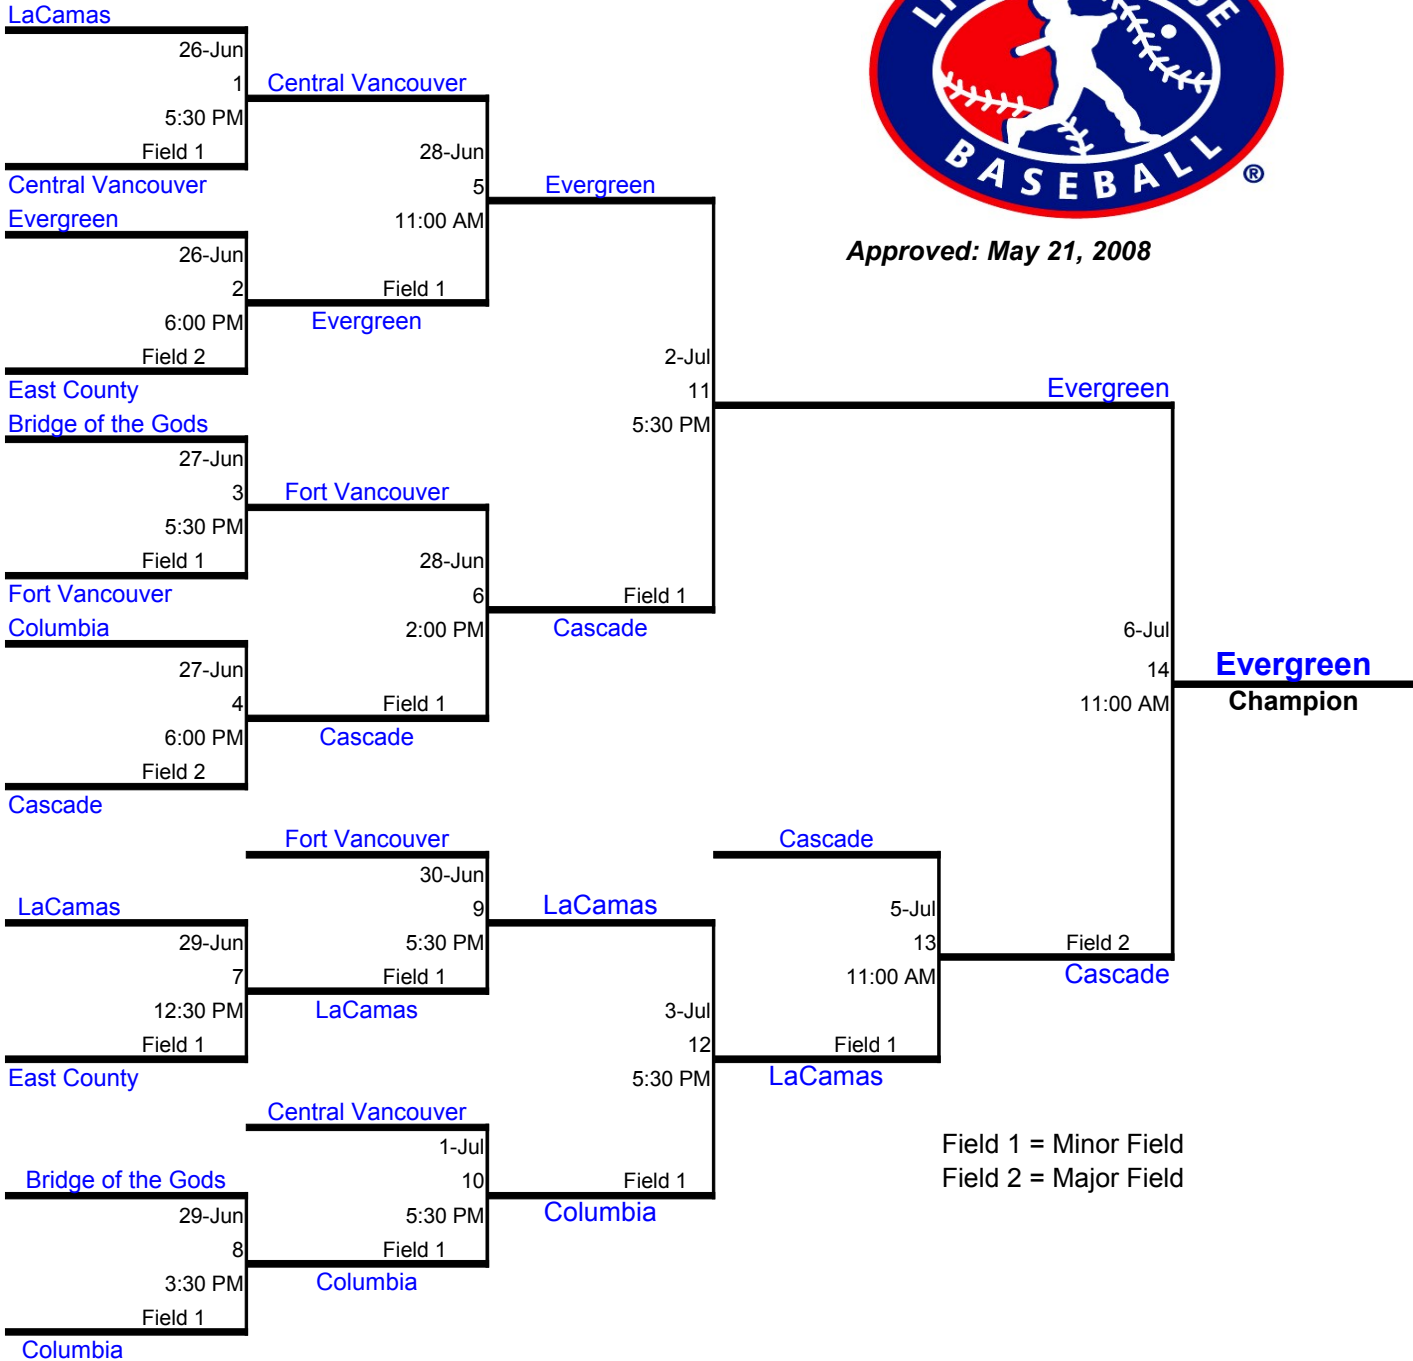 LaCamas
26-Jun
1
5:30 PM
Field 1
Central Vancouver
Central Vancouver
Evergreen
26-Jun
2
6:00 PM
Field 2
East County
28-Jun
5
11:00 AM
Field 1
Evergreen
Evergreen
Bridge of the Gods
27-Jun
3
5:30 PM
Field 1
Fort Vancouver
Fort Vancouver
Columbia
27-Jun
4
6:00 PM
Field 2
Cascade
28-Jun
6
2:00 PM
Field 1
Cascade
2-Jul
11
5:30 PM
Field 1
Cascade
Evergreen
BASEBALL ®
Approved: May 21, 2008
6-Jul
14
11:00 AM
Evergreen
Champion
Fort Vancouver
30-Jun
9
5:30 PM
Field 1
LaCamas
LaCamas
29-Jun
7
12:30 PM
Field 1
East County
LaCamas
Central Vancouver
1-Jul
10
5:30 PM
Field 1
Columbia
Bridge of the Gods
29-Jun
8
3:30 PM
Field 1
Columbia
3-Jul
12
5:30 PM
Field 1
Columbia
Cascade
5-Jul
13
11:00 AM
Field 1
LaCamas
Field 2
Cascade
Field 1 = Minor Field
Field 2 = Major Field